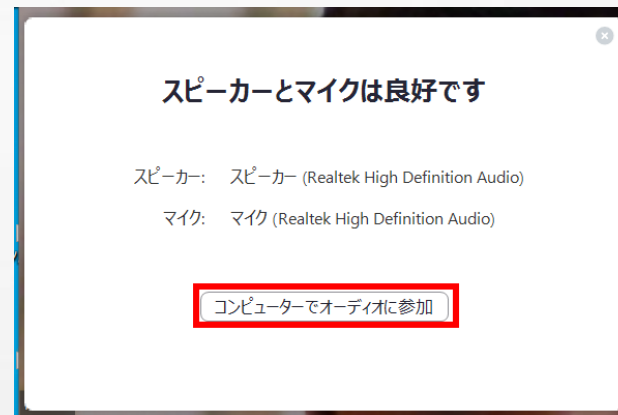 スピーカーとマイクは良好です
スピーカー: スピーカー (Realtek High Definition Audio)
マイク: マイク (Realtek High Definition Audio)
コンピューターでオーディオに参加